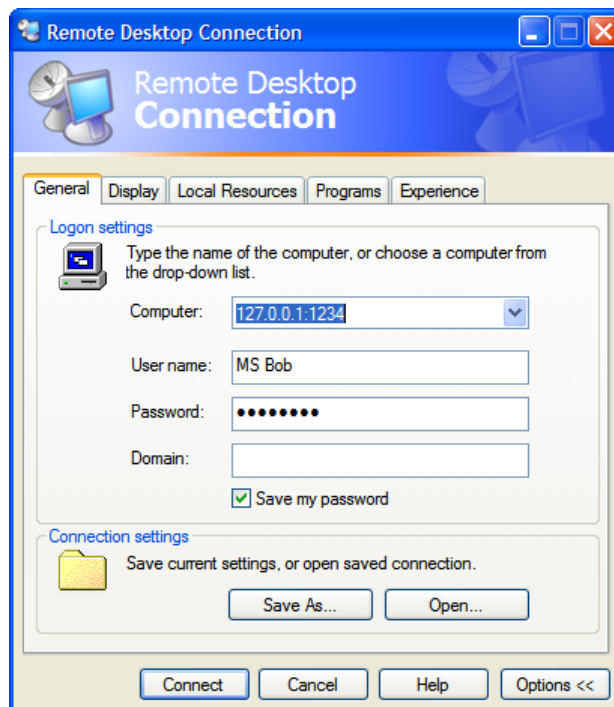 Remote Desktop Connection
Remote Desktop
Connection
General Display Local Resources Programs Experience
Logon settings
Type the name of the computer, or choose a computer from
the drop-down list.
Computer: 127.0.0.1:1234
User name: MS Bob
Password: ●●●●●●●●
Domain:
Save my password
Connection settings
Save current settings, or open saved connection.
Save As... Open...
Connect Cancel Help Options <<